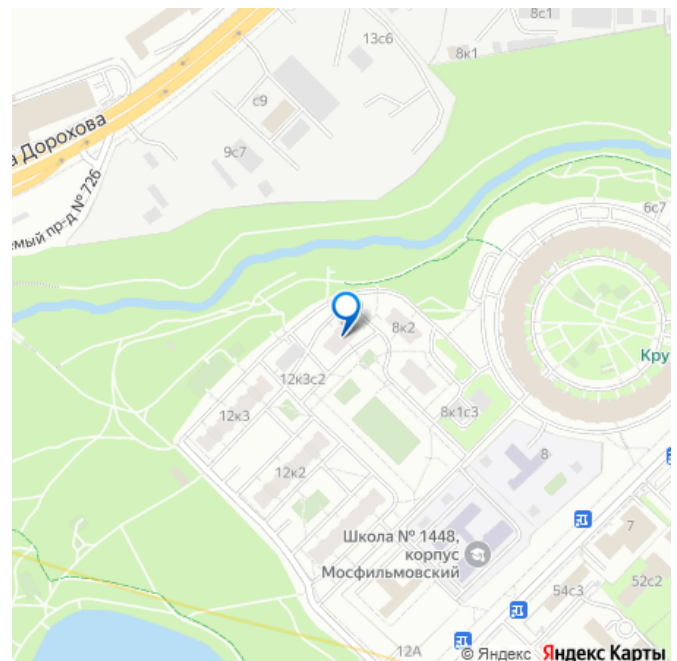 8с1
13с6
8к1
с9
а Дорохова
9с7
емый пр-д № 726
6с7
8к2
Кру
12к3с2
8к1с3
12к3
8
12к2
7
Школа № 1448,
корпус
Мосфильмовский
54с3
52с2
12А
© Яндекс Яндекс Карты